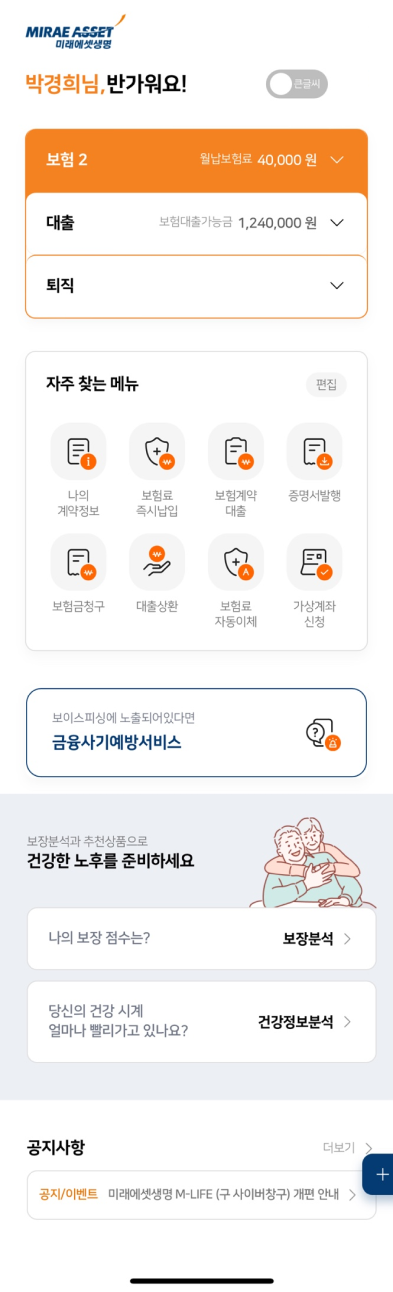 MIRAE ASSET
미래에셋생명
박경희님,반가워요!
큰글씨
보험 2 월납보험료 40,000 원
대출 보험대출가능금 1,240,000 원
퇴직
자주 찾는 메뉴 편집
나의 보험료 보험계약 증명서발행
계약정보 즉시납입 대출
보험금청구 대출상환 보험료 가상계좌
자동이체 신청
보이스피싱에 노출되어있다면
금융사기예방서비스
보장분석과 추천상품으로
건강한 노후를 준비하세요
나의 보장 점수는? 보장분석
당신의 건강 시계
얼마나 빨리가고 있나요? 건강정보분석
공지사항 더보기
공지/이벤트 미래에셋생명 M-LIFE (구 사이버창구) 개편 안내